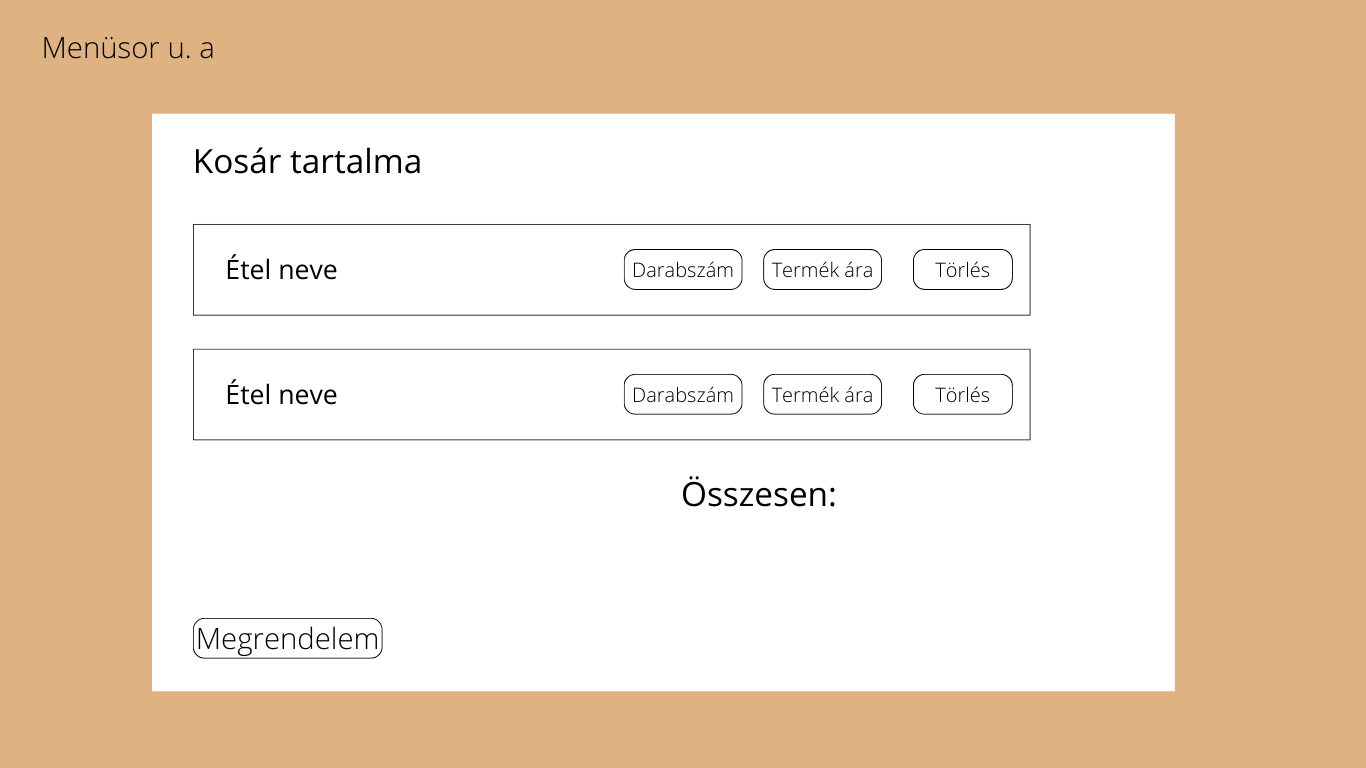 Menüsor u. a
Kosár tartalma
Étel neve Darabszám Termék ára Törlés
Étel neve Darabszám Termék ára Törlés
Összesen:
Megrendelem